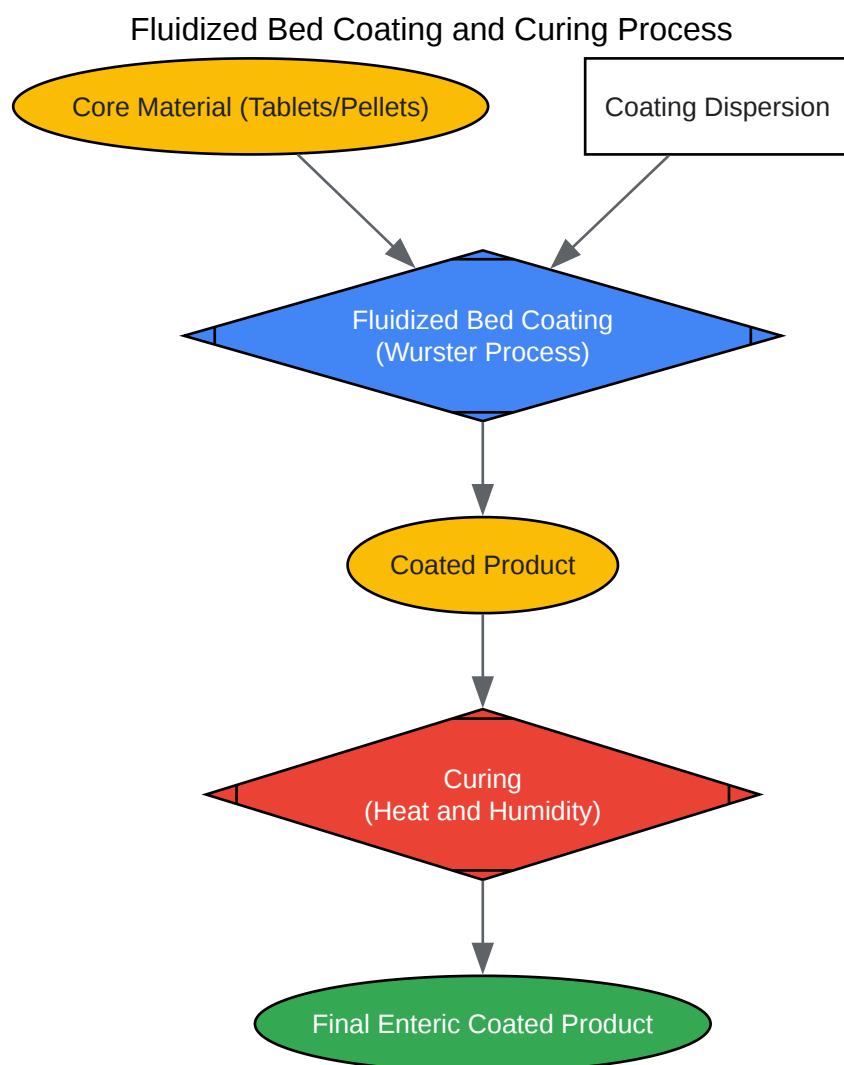 Fluidized Bed Coating and Curing Process
Core Material (Tablets/Pellets)
Coating Dispersion
Fluidized Bed Coating
(Wurster Process)
Coated Product
Curing
(Heat and Humidity)
Final Enteric Coated Product